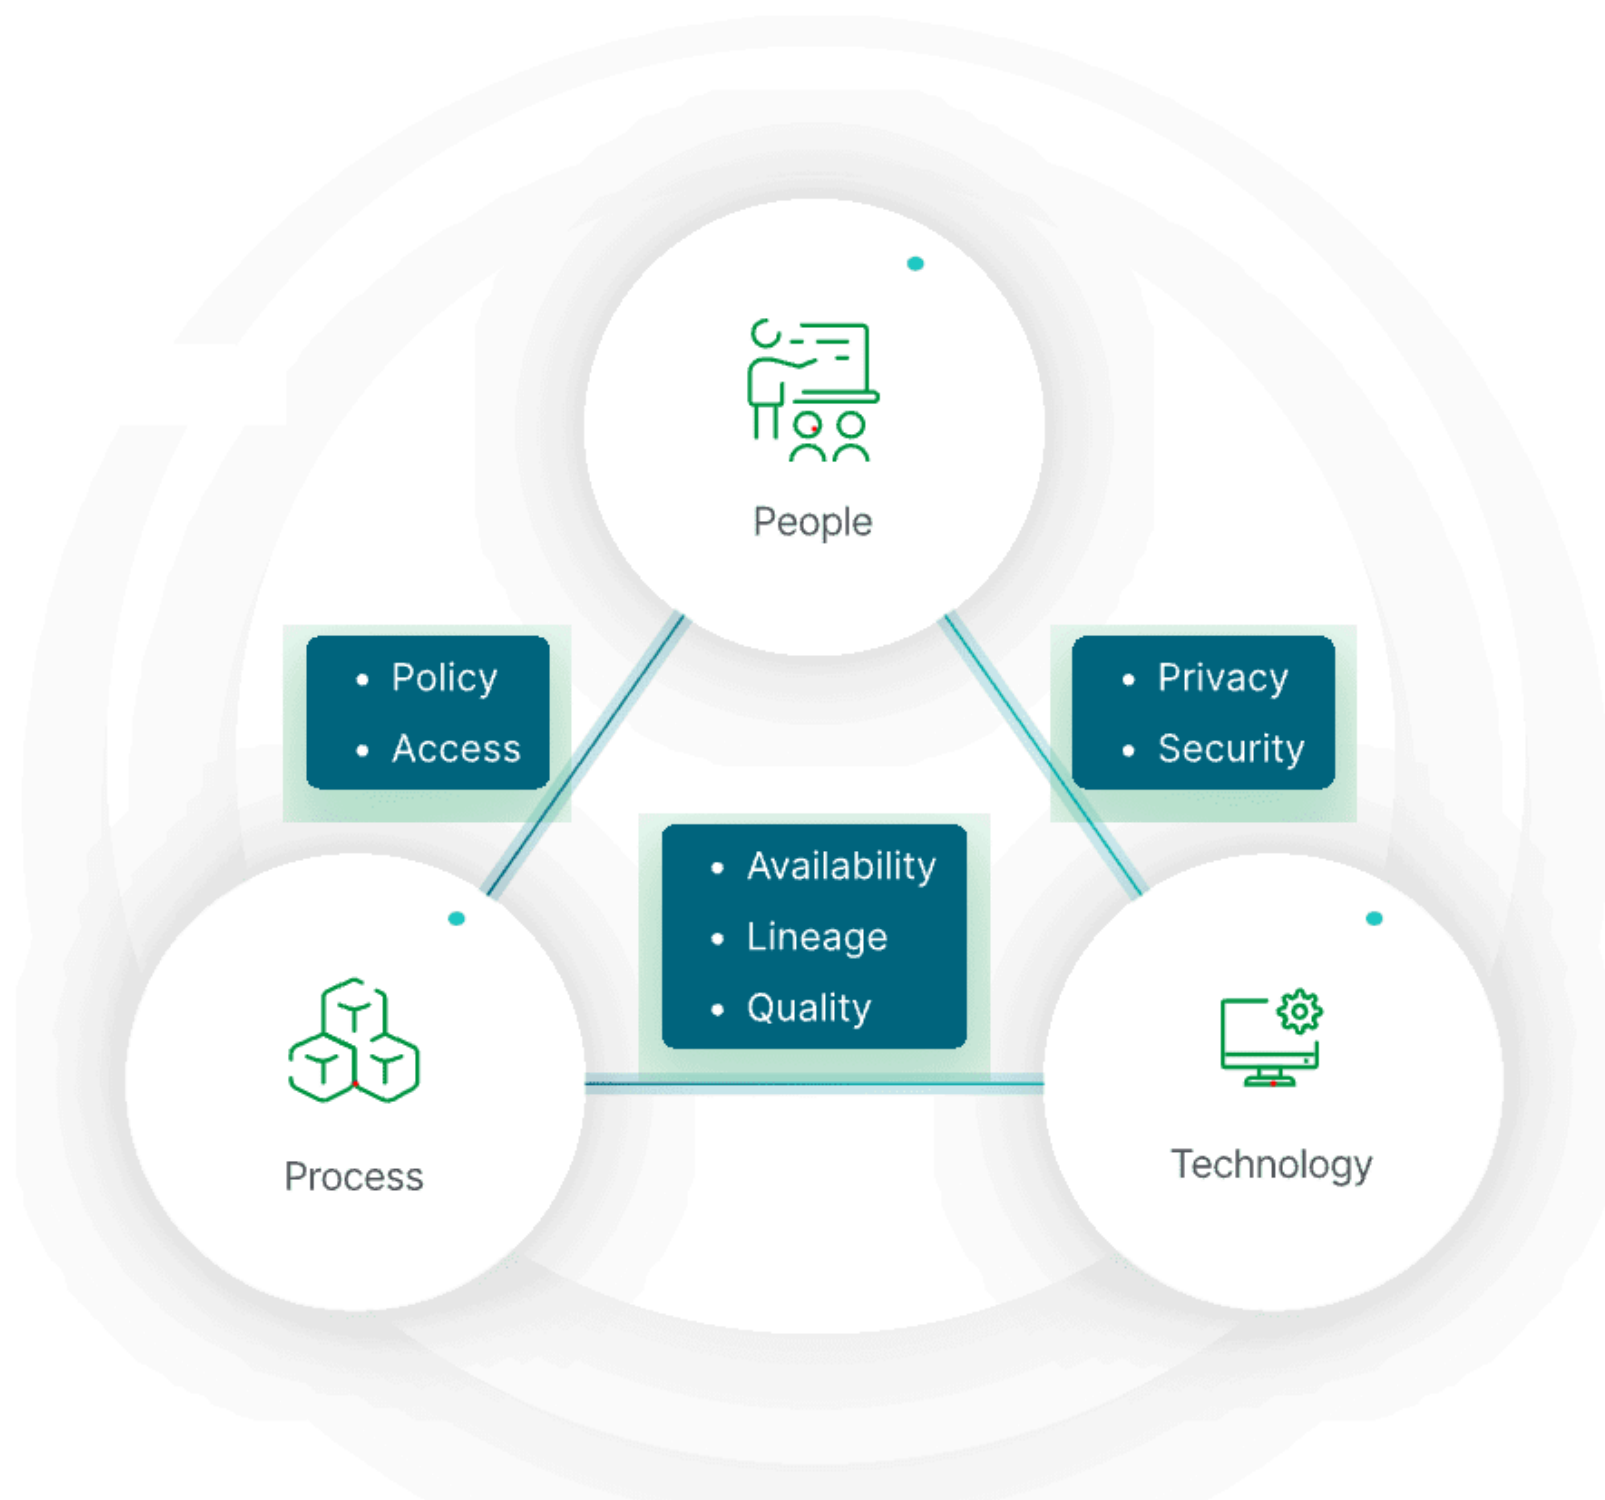 People
• Policy
• Access
• Privacy
• Security
• Availability
• Lineage
• Quality
Process
Technology